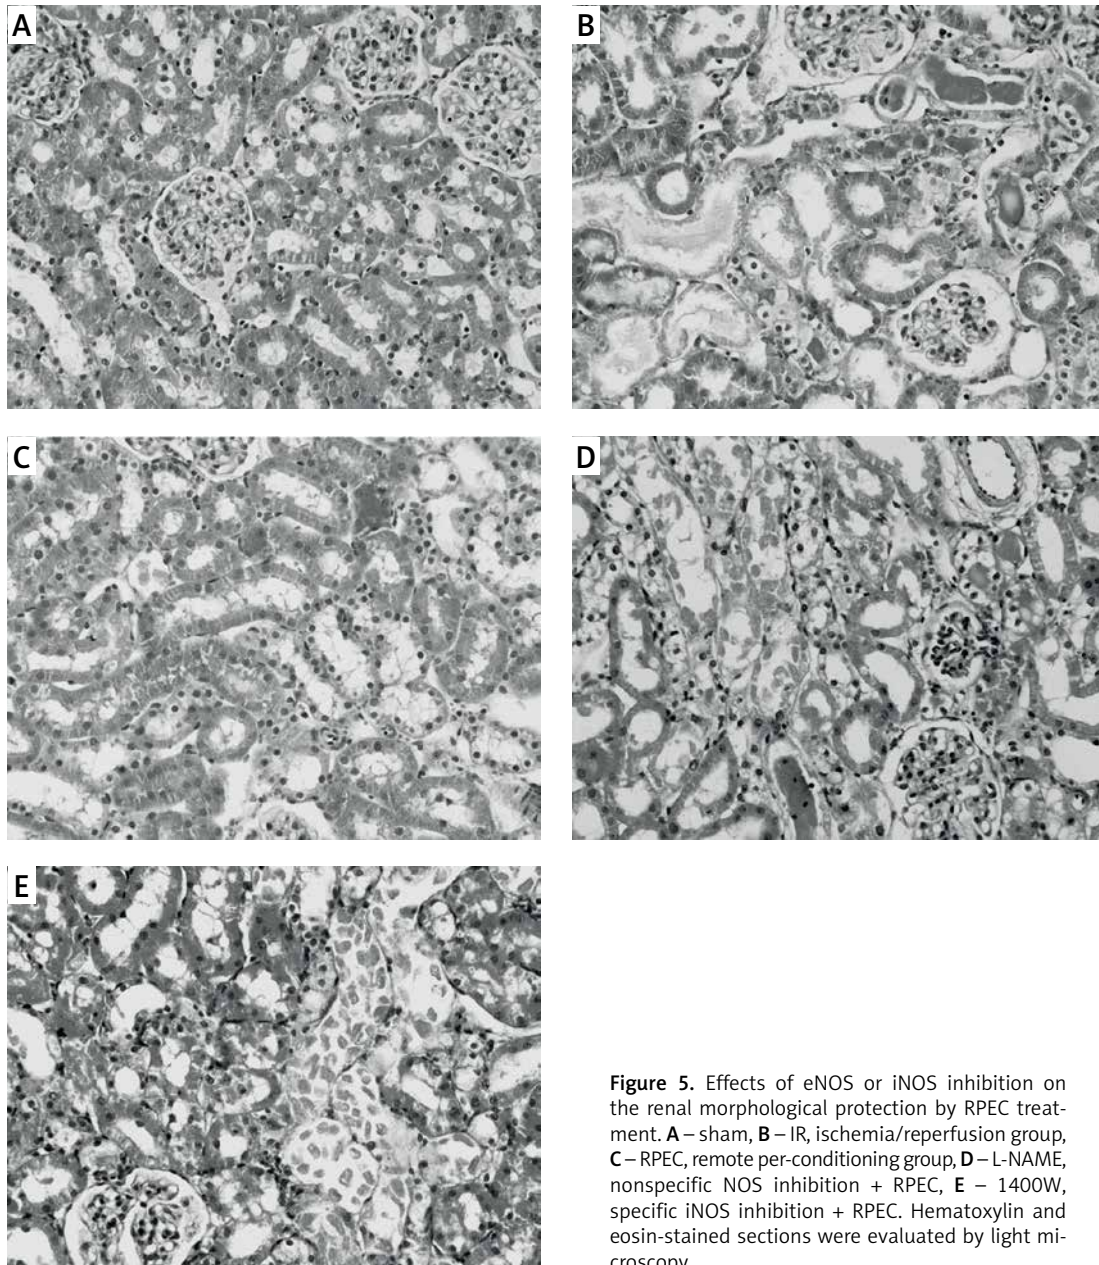 A
B
C
D
E
Figure 5. Effects of eNOS or iNOS inhibition on
the renal morphological protection by RPEC treat-
ment. A – sham, B – IR, ischemia/reperfusion group,
C – RPEC, remote per-conditioning group, D – L-NAME,
nonspecific NOS inhibition + RPEC, E – 1400W,
specific iNOS inhibition + RPEC. Hematoxylin and
eosin-stained sections were evaluated by light mi-
croscopy